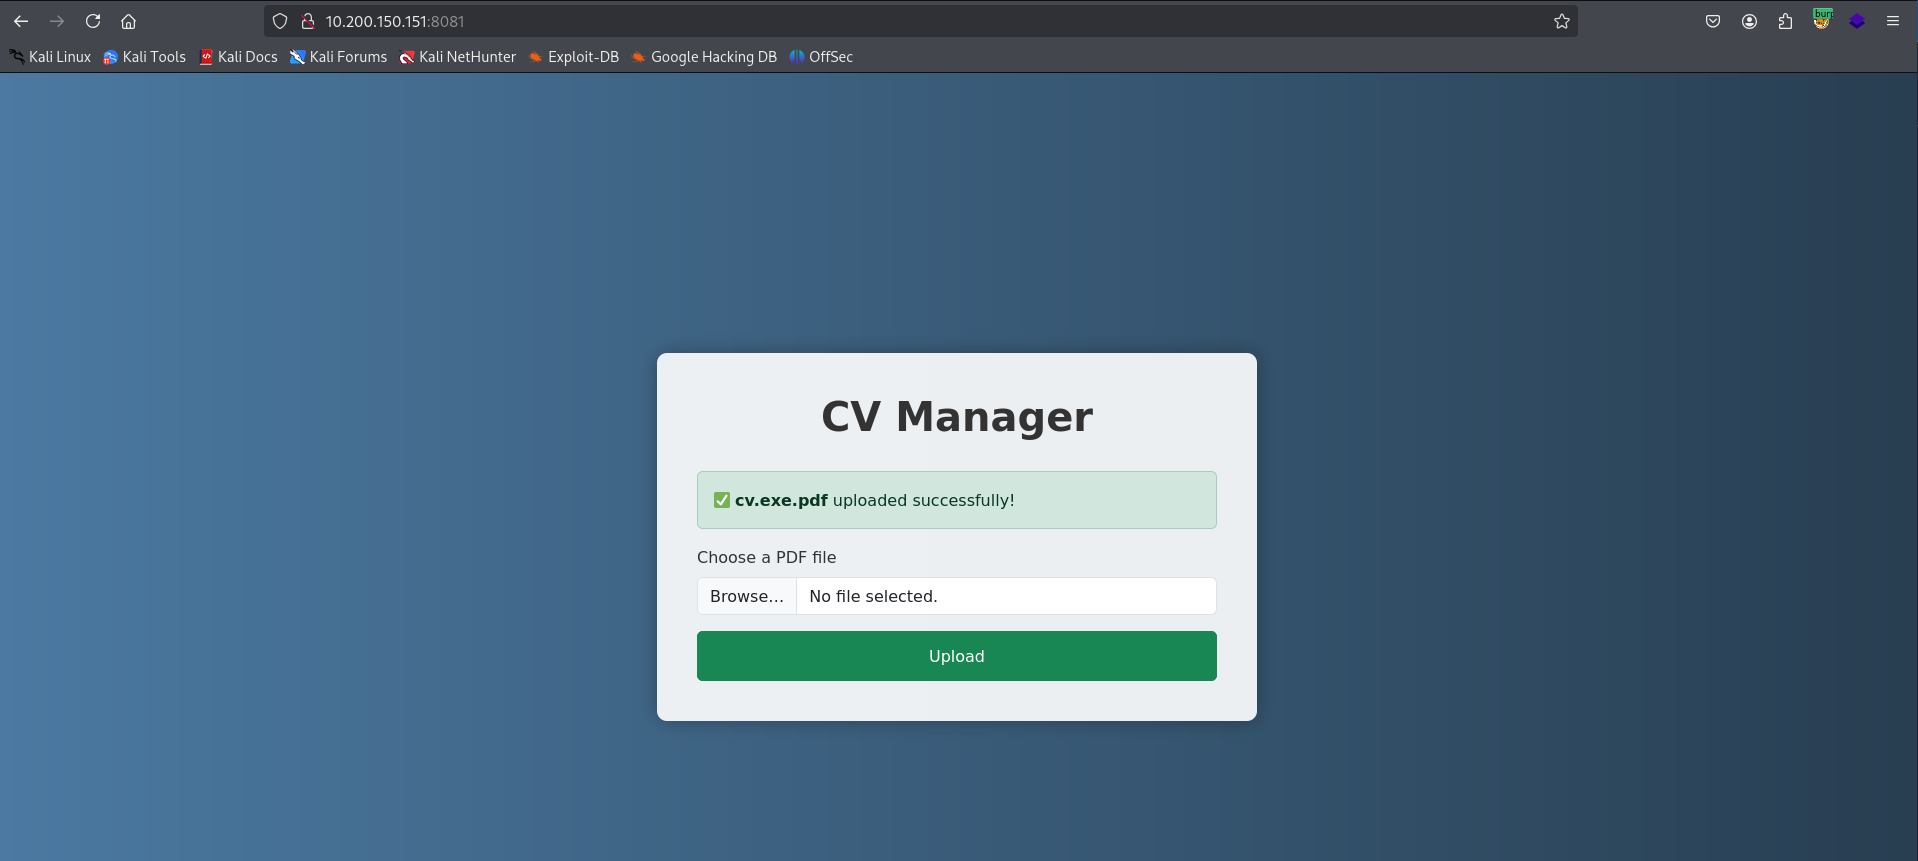 10.200.150.151:8081
burp
Kali Linux Kali Tools Kali Docs Kali Forums Kali NetHunter Exploit-DB Google Hacking DB OffSec
CV Manager
✅ cv.exe.pdf uploaded successfully!
Choose a PDF file
Browse... No file selected.
Upload